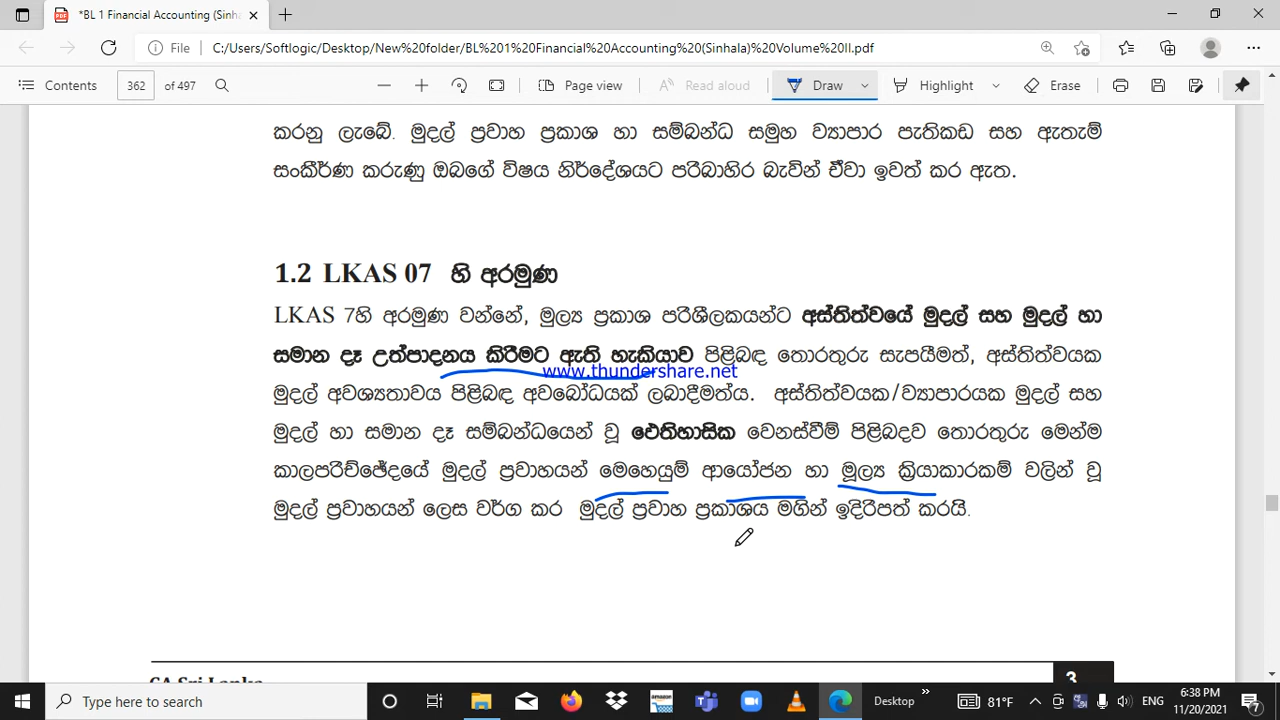 *BL 1 Financial Accounting (Sinha
File
C:/Users/Softlogic/Desktop/New%20folder/BL%201%20Financial%20Accounting%20(Sinhala)%20Volume%20II.pdf
Contents
362 of 497
Page view
Read aloud
Draw
Highlight
Erase
කරනු ලැබේ. මුදල් ප්‍රවාහ ප්‍රකාශ හා සම්බන්ධ සමුහ ව්‍යාපාර පැතිකඩ සහ ඇතැම්
සංකීර්ණ කරුණු ඔබගේ විෂය නිර්දේශයට පරිබාහිර බැවින් ඒවා ඉවත් කර ඇත.
1.2 LKAS 07 හි අරමුණ
LKAS 7හි අරමුණ වන්නේ, මුල්‍ය ප්‍රකාශ පරිශීලකයන්ට අස්තිත්වයේ මුදල් සහ මුදල් හා
සමාන දෑ උත්පාදනය කිරීමට ඇති හැකියාව පිළිබඳ තොරතුරු සැපයීමත්, අස්තිත්වයක
www.thundershare.net
මුදල් අවශ්‍යතාවය පිළිබඳ අවබෝධයක් ලබාදීමත්ය. අස්තිත්වයක/ව්‍යාපාරයක මුදල් සහ
මුදල් හා සමාන දෑ සම්බන්ධයෙන් වූ ඓතිහාසික වෙනස්වීම් පිළිබඳව තොරතුරු මෙන්ම
කාලපරිච්ඡේදයේ මුදල් ප්‍රවාහයන් මෙහෙයුම් ආයෝජන හා මූල්‍ය ක්‍රියාකාරකම් වලින් වූ
මුදල් ප්‍රවාහයන් ලෙස වර්ග කර මුදල් ප්‍රවාහ ප්‍රකාශය මගින් ඉදිරිපත් කරයි.
CA Sri Lanka
3
Type here to search
Desktop
81°F
ENG
6:38 PM
11/20/2021
7